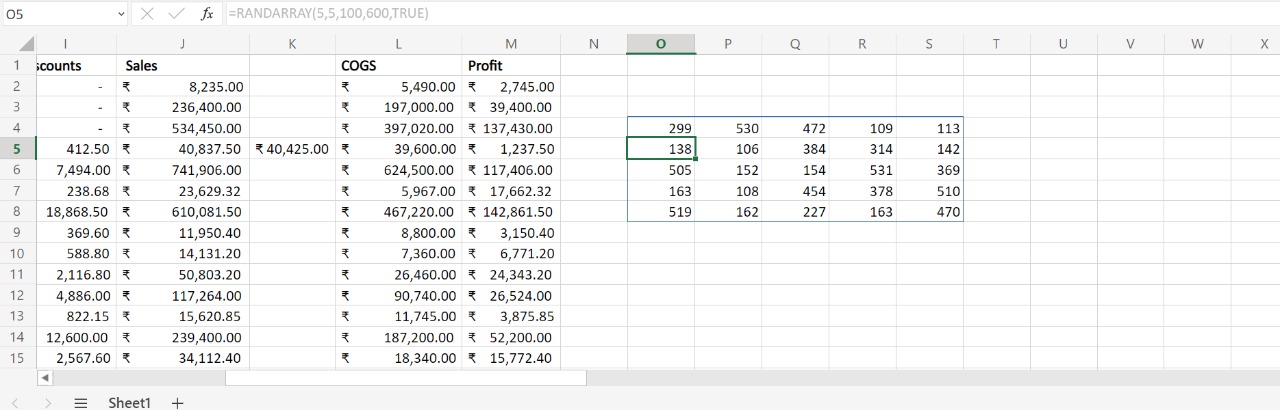 O5 fx =RANDARRAY(5,5,100,600,TRUE)
I J K L M N O P Q R S T U V W X
1 scounts Sales COGS Profit
2 - ₹ 8,235.00 ₹ 5,490.00 ₹ 2,745.00
3 - ₹ 236,400.00 ₹ 197,000.00 ₹ 39,400.00
4 - ₹ 534,450.00 ₹ 397,020.00 ₹ 137,430.00 299 530 472 109 113
5 412.50 ₹ 40,837.50 ₹ 40,425.00 ₹ 39,600.00 ₹ 1,237.50 138 106 384 314 142
6 7,494.00 ₹ 741,906.00 ₹ 624,500.00 ₹ 117,406.00 505 152 154 531 369
7 238.68 ₹ 23,629.32 ₹ 5,967.00 ₹ 17,662.32 163 108 454 378 510
8 18,868.50 ₹ 610,081.50 ₹ 467,220.00 ₹ 142,861.50 519 162 227 163 470
9 369.60 ₹ 11,950.40 ₹ 8,800.00 ₹ 3,150.40
10 588.80 ₹ 14,131.20 ₹ 7,360.00 ₹ 6,771.20
11 2,116.80 ₹ 50,803.20 ₹ 26,460.00 ₹ 24,343.20
12 4,886.00 ₹ 117,264.00 ₹ 90,740.00 ₹ 26,524.00
13 822.15 ₹ 15,620.85 ₹ 11,745.00 ₹ 3,875.85
14 12,600.00 ₹ 239,400.00 ₹ 187,200.00 ₹ 52,200.00
15 2,567.60 ₹ 34,112.40 ₹ 18,340.00 ₹ 15,772.40
Sheet1